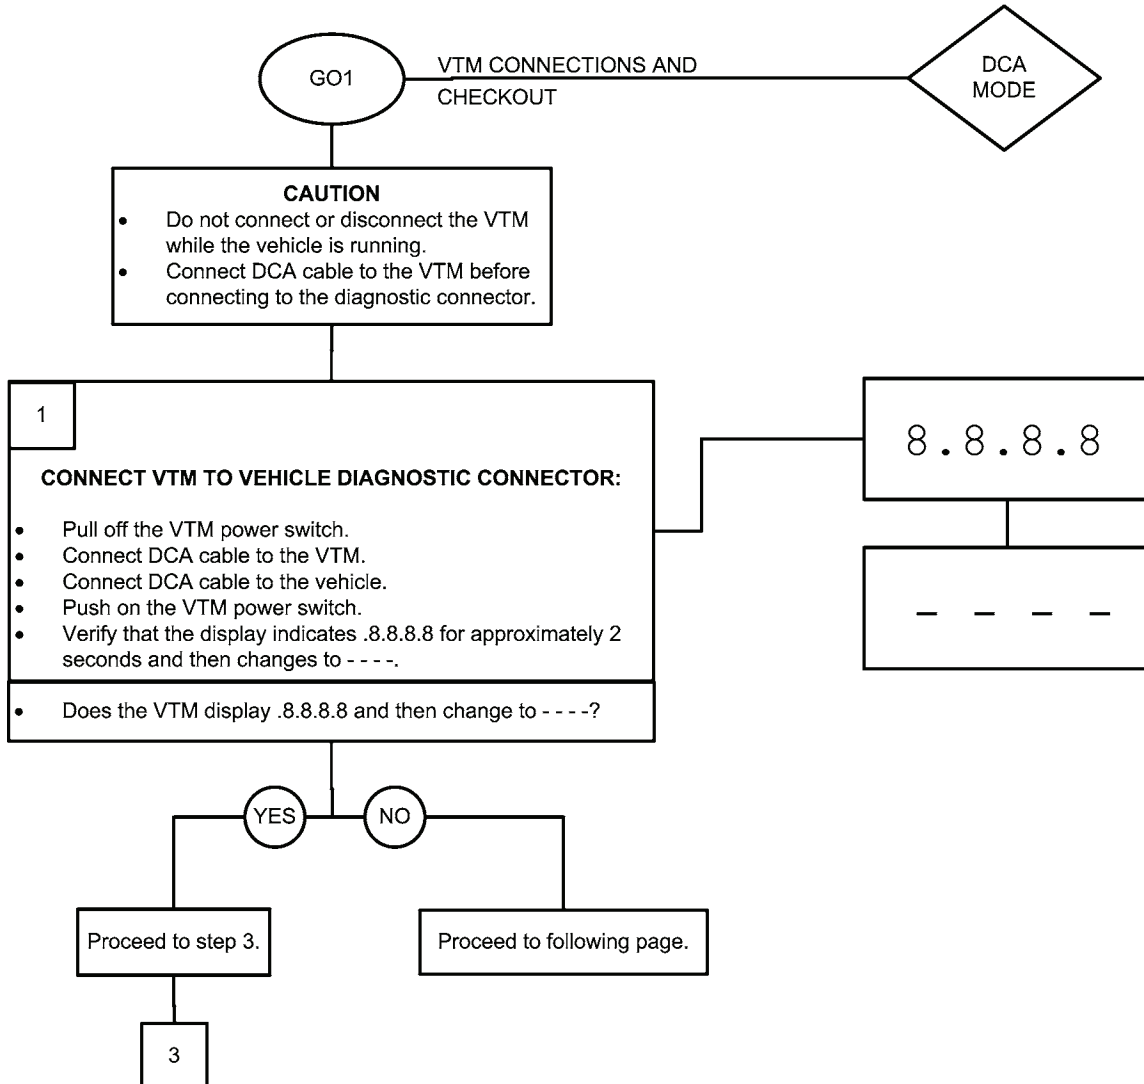 GO1
VTM CONNECTIONS AND
CHECKOUT
DCA
MODE
CAUTION
• Do not connect or disconnect the VTM
while the vehicle is running.
• Connect DCA cable to the VTM before
connecting to the diagnostic connector.
1
CONNECT VTM TO VEHICLE DIAGNOSTIC CONNECTOR:
• Pull off the VTM power switch.
• Connect DCA cable to the VTM.
• Connect DCA cable to the vehicle.
• Push on the VTM power switch.
• Verify that the display indicates .8.8.8.8 for approximately 2
seconds and then changes to - - - -.
• Does the VTM display .8.8.8.8 and then change to - - - -?
8.8.8.8
- - - -
YES
NO
Proceed to step 3.
Proceed to following page.
3